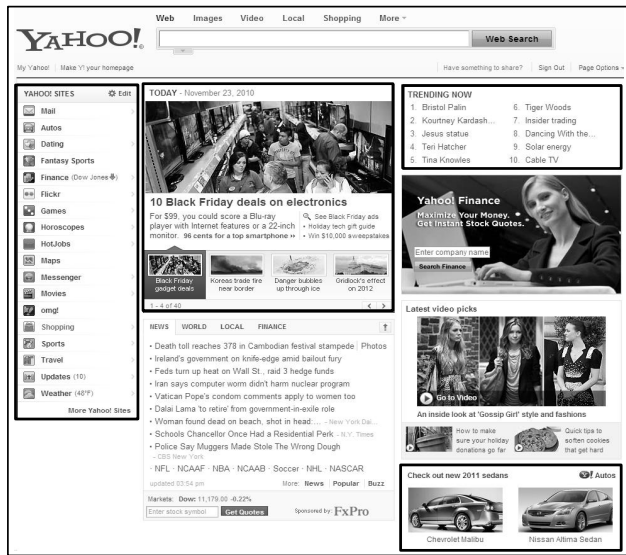 Web Images Video Local Shopping More
YAHOO!
Web Search
My Yahoo! Make Y! your homepage
Have something to share? Sign Out Page Options
YAHOO! SITES Edit
Mail
Autos
Dating
Fantasy Sports
Finance (Dow Jones)
Flickr
Games
Horoscopes
HotJobs
Maps
Messenger
Movies
omg!
Shopping
Sports
Travel
Updates (10)
Weather (48°F)
More Yahoo! Sites
TODAY - November 23, 2010
10 Black Friday deals on electronics
For $99, you could score a Blu-ray
player with Internet features or a 22-inch
monitor. 96 cents for a top smartphone »
See Black Friday ads
• Holiday tech gift guide
• Win $10,000 sweepstakes
Black Friday
gadget deals
Koreas trade fire
near border
Danger bubbles
up through ice
Gridlock's effect
on 2012
1 - 4 of 40
NEWS WORLD LOCAL FINANCE
• Death toll reaches 378 in Cambodian festival stampede | Photos
• Ireland's government on knife-edge amid bailout fury
• Feds turn up heat on Wall St., raid 3 hedge funds
• Iran says computer worm didn't harm nuclear program
• Vatican Pope's condom comments apply to women too
• Dalai Lama 'to retire' from government-in-exile role
• Woman found dead on beach, shot in head... - New York Dai...
• Schools Chancellor Once Had a Residential Perk - N.Y. Times
• Police Say Muggers Made Stole The Wrong Dough
- CBS New York
· NFL · NCAAF · NBA · NCAAB · Soccer · NHL · NASCAR
updated 03:54 pm More: News | Popular | Buzz
Markets: Dow: 11,179.00 -0.22%
Enter stock symbol Get Quotes Sponsored by: FxPro
TRENDING NOW
1. Bristol Palin
2. Kourtney Kardash...
3. Jesus statue
4. Teri Hatcher
5. Tina Knowles
6. Tiger Woods
7. Insider trading
8. Dancing With the...
9. Solar energy
10. Cable TV
Yahoo! Finance
Maximize Your Money.
Get Instant Stock Quotes.
Enter company name
Search Finance
Latest video picks
Go to Video
An inside look at 'Gossip Girl' style and fashions
How to make
sure your holiday
donations go far
Quick tips to
soften cookies
that get hard
Check out new 2011 sedans Y! Autos
Chevrolet Malibu
Nissan Altima Sedan